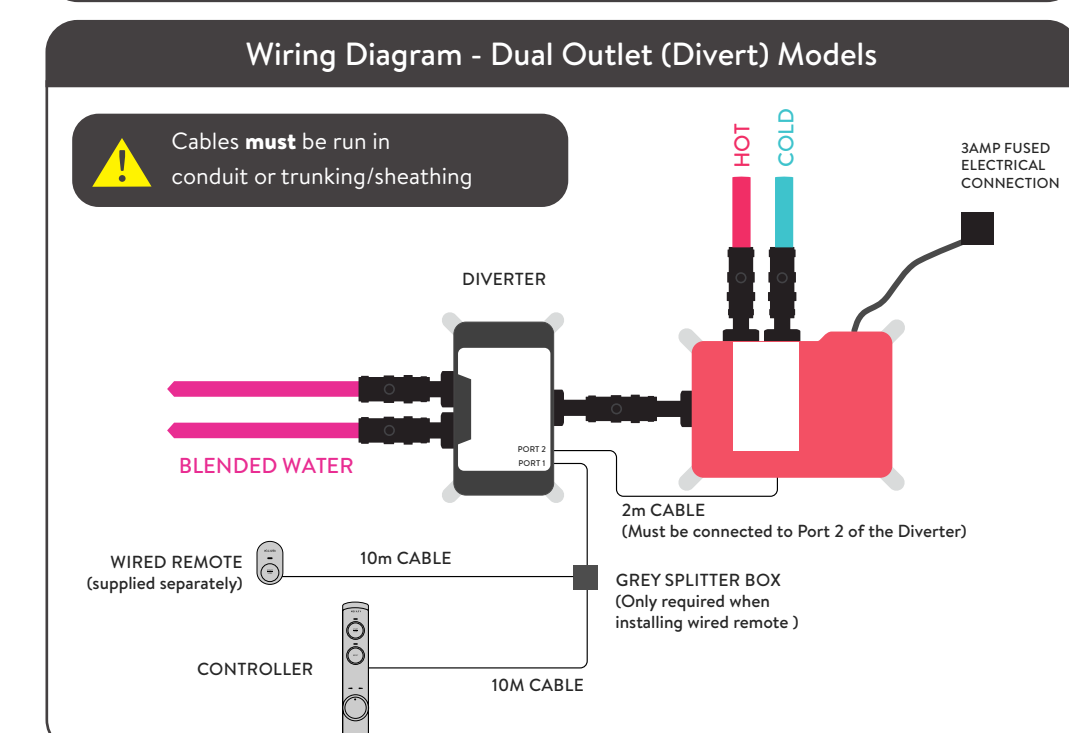 Wiring Diagram - Dual Outlet (Divert) Models
Cables must be run in
conduit or trunking/sheathing
HOT
COLD
3AMP FUSED
ELECTRICAL
CONNECTION
DIVERTER
BLENDED WATER
PORT 2
PORT 1
2m CABLE
(Must be connected to Port 2 of the Diverter)
WIRED REMOTE
(supplied separately)
10m CABLE
GREY SPLITTER BOX
(Only required when
installing wired remote )
CONTROLLER
10M CABLE